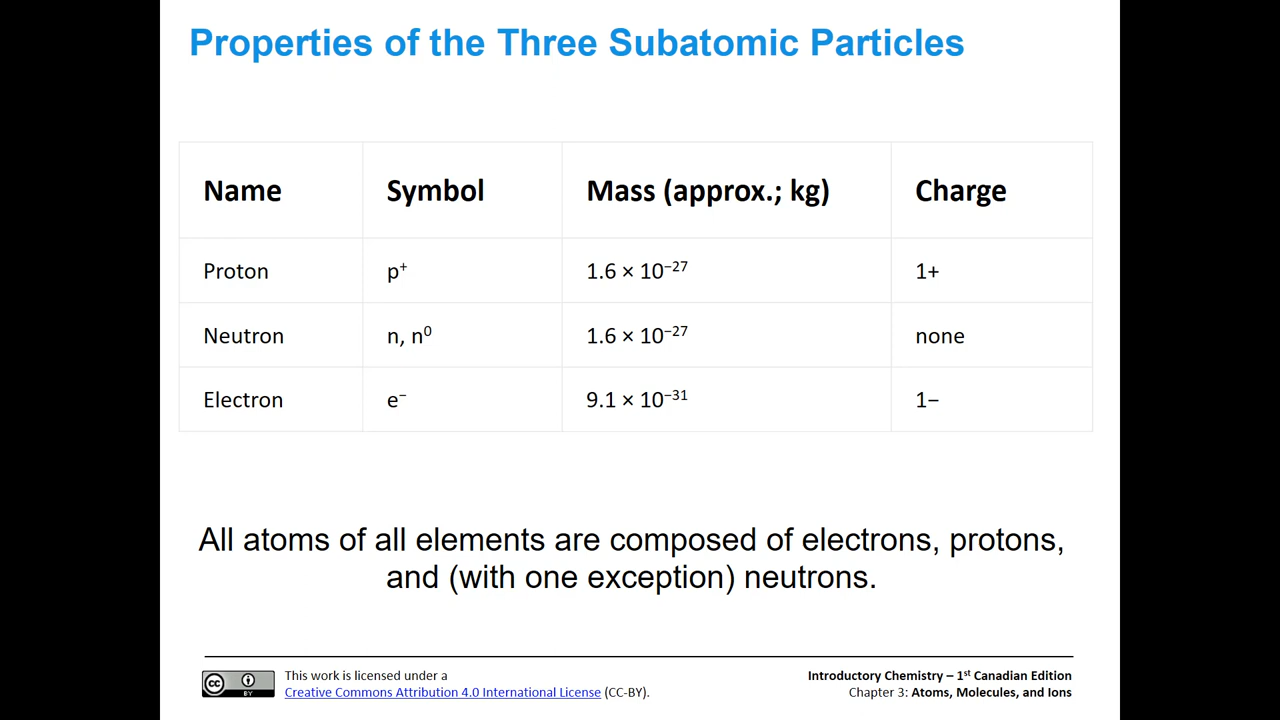 Properties of the Three Subatomic Particles
Name Symbol Mass (approx.; kg) Charge
Proton p⁺ 1.6 × 10⁻²⁷ 1+
Neutron n, n⁰ 1.6 × 10⁻²⁷ none
Electron e⁻ 9.1 × 10⁻³¹ 1−
All atoms of all elements are composed of electrons, protons,
and (with one exception) neutrons.
cc BY
This work is licensed under a
Creative Commons Attribution 4.0 International License (CC-BY).
Introductory Chemistry – 1ˢᵗ Canadian Edition
Chapter 3: Atoms, Molecules, and Ions